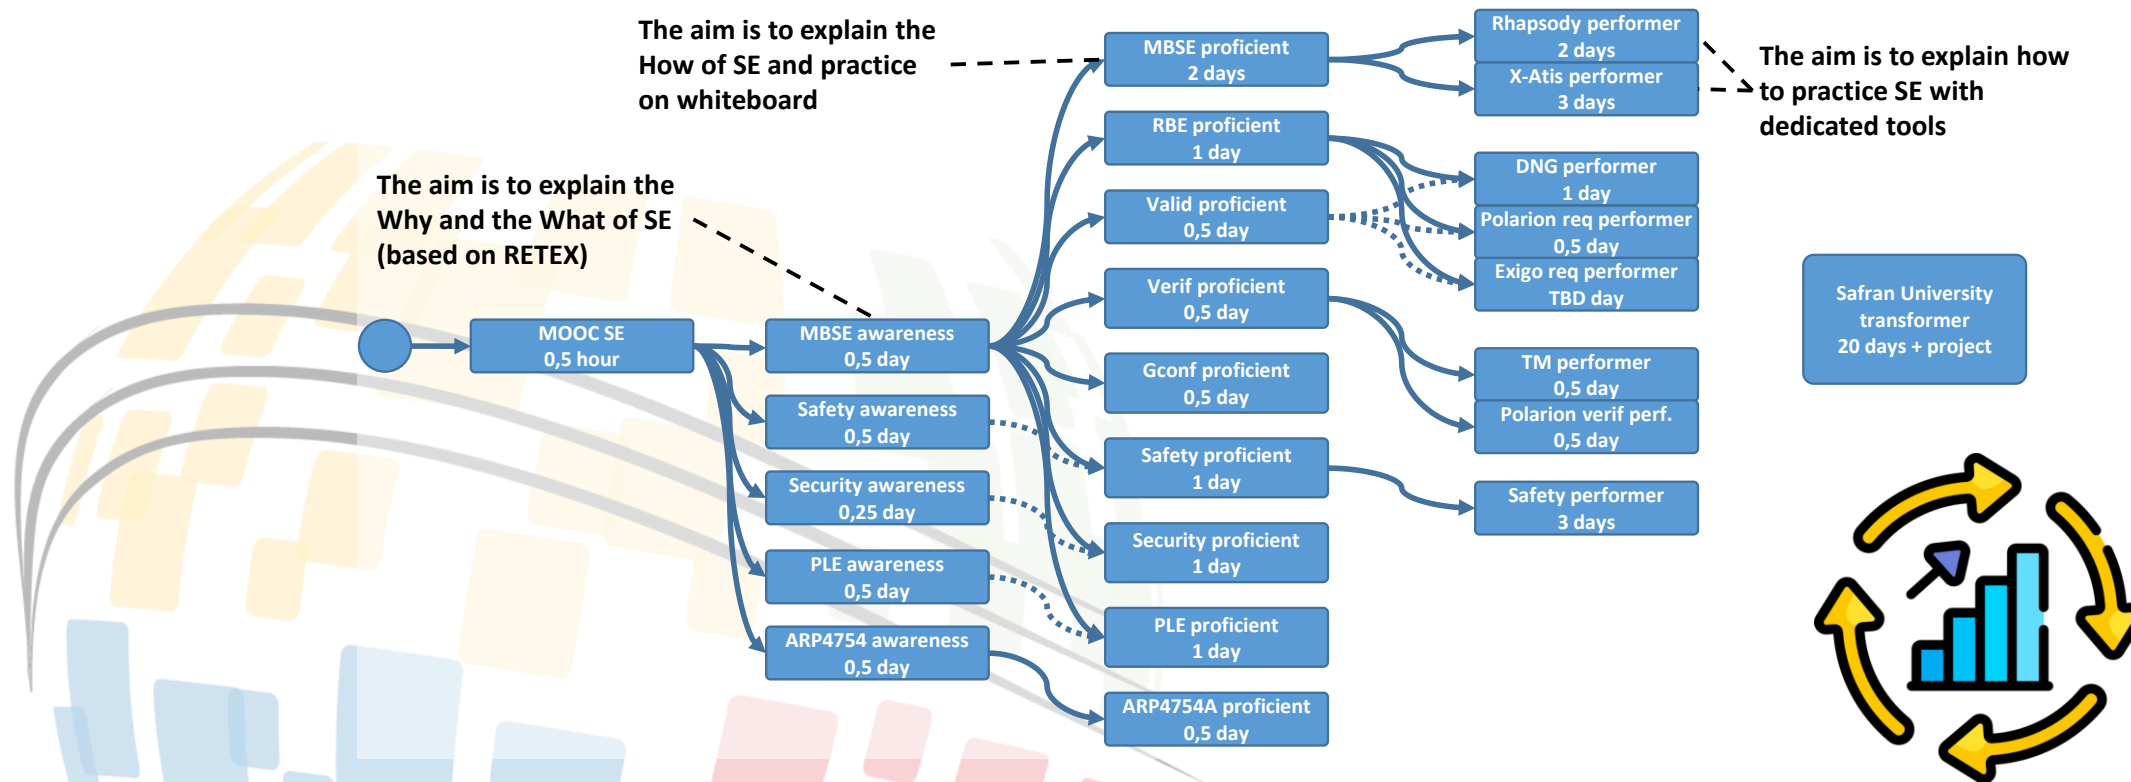 The aim is to explain the
How of SE and practice
on whiteboard
The aim is to explain the
Why and the What of SE
(based on RETEX)
MOOC SE
0,5 hour
MBSE awareness
0,5 day
Safety awareness
0,5 day
Security awareness
0,25 day
PLE awareness
0,5 day
ARP4754 awareness
0,5 day
MBSE proficient
2 days
RBE proficient
1 day
Valid proficient
0,5 day
Verif proficient
0,5 day
Gconf proficient
0,5 day
Safety proficient
1 day
Security proficient
1 day
PLE proficient
1 day
ARP4754A proficient
0,5 day
Rhapsody performer
2 days
X-Atis performer
3 days
DNG performer
1 day
Polarion req performer
0,5 day
Exigo req performer
TBD day
TM performer
0,5 day
Polarion verif perf.
0,5 day
Safety performer
3 days
The aim is to explain how
to practice SE with
dedicated tools
Safran University
transformer
20 days + project